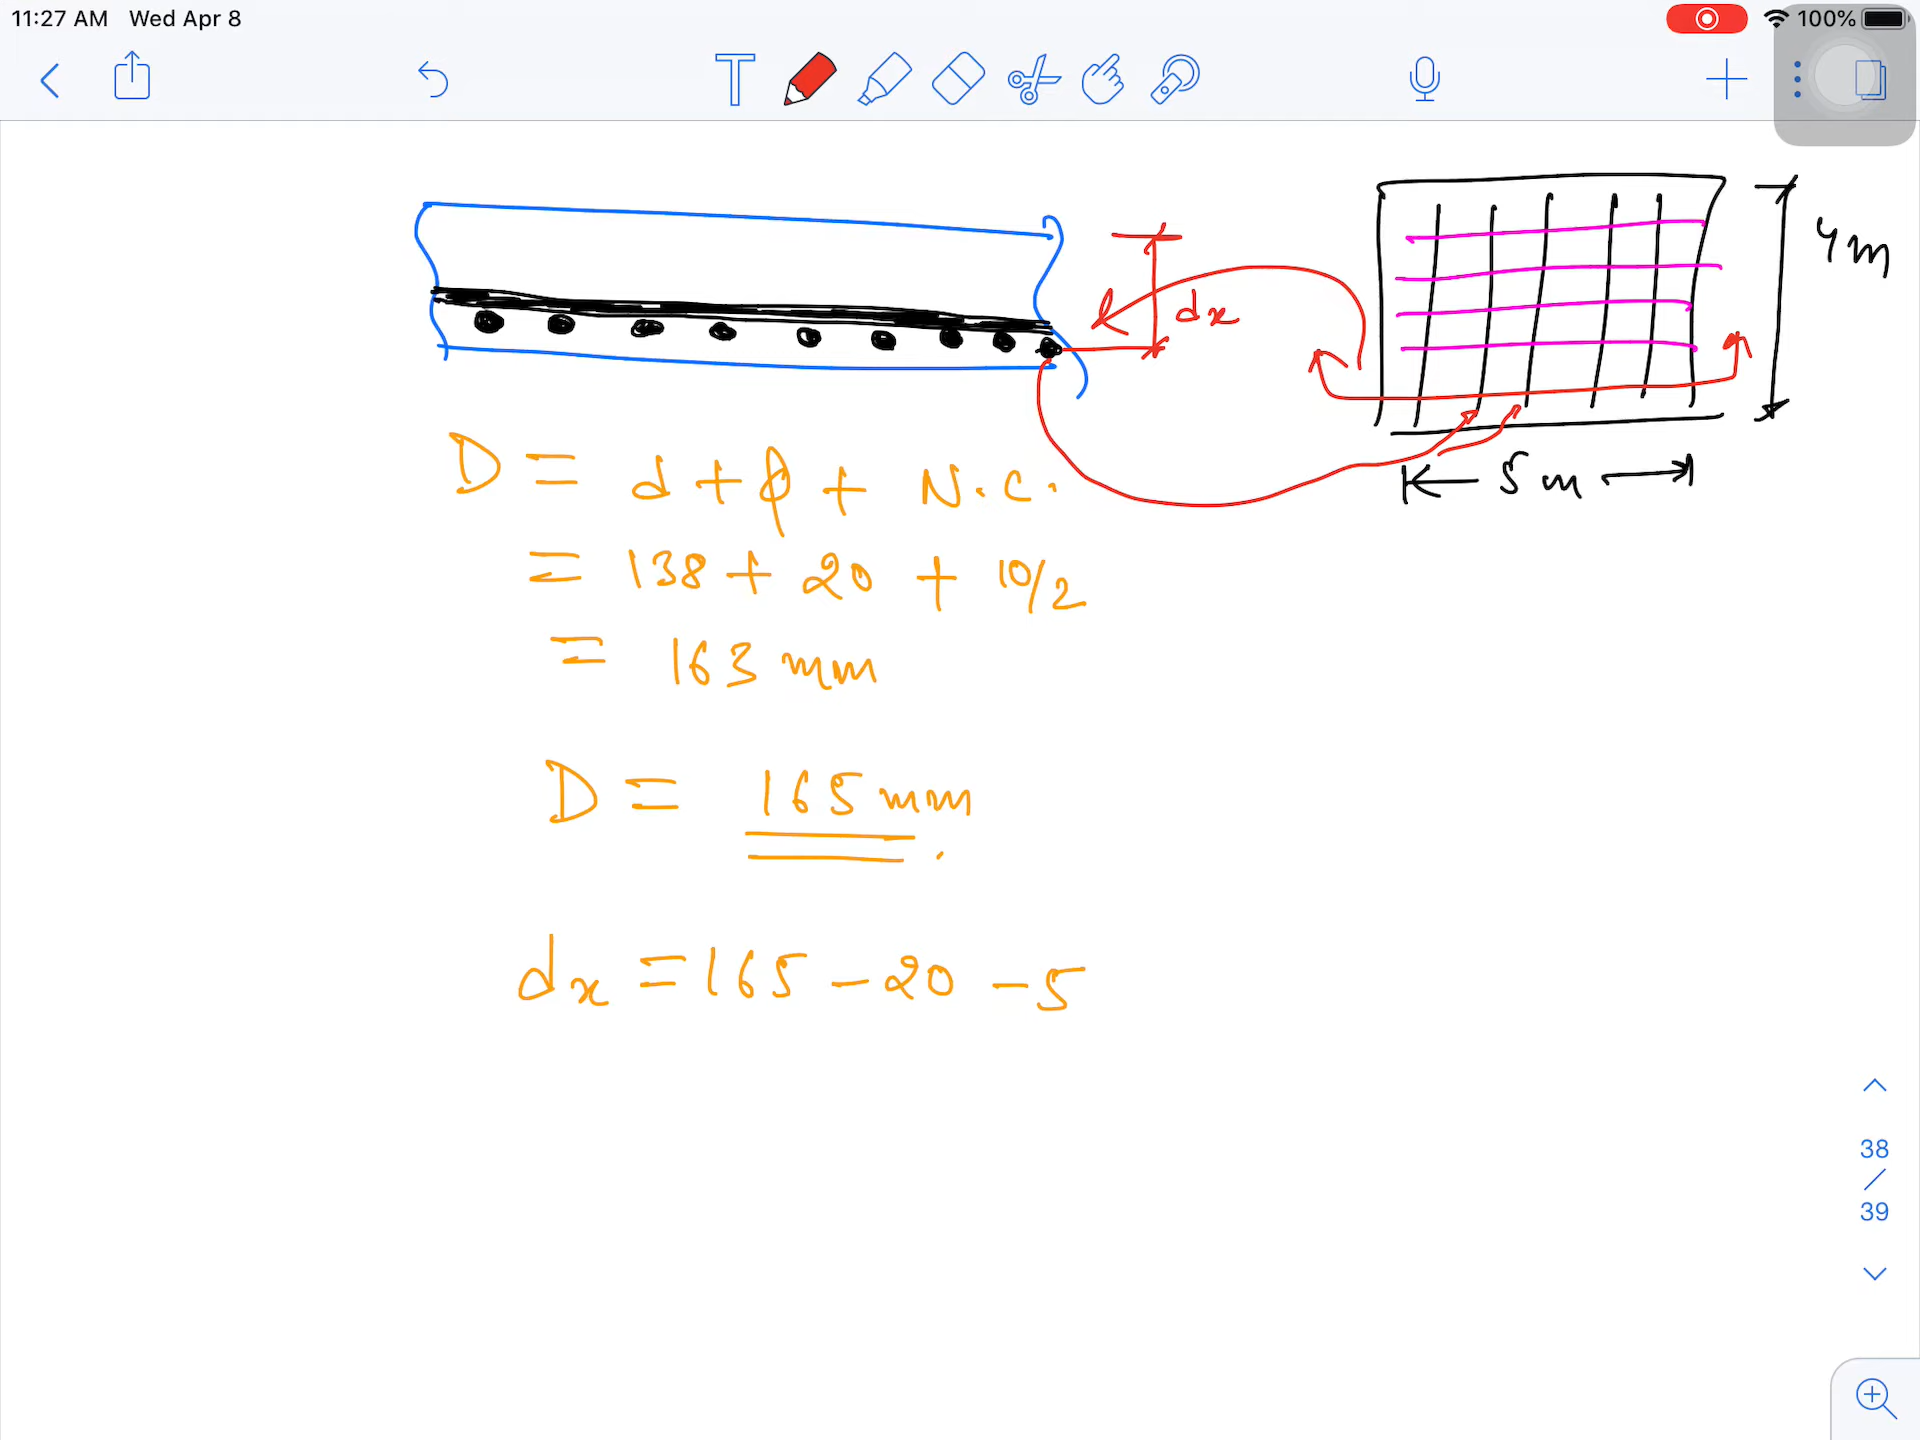 11:27 AM Wed Apr 8
100%
T
dx
4m
5m
D = d + ϕ + N.C.
= 138 + 20 + 10/2
= 163 mm
D = 165 mm
dx = 165 - 20 - 5
38
/
39